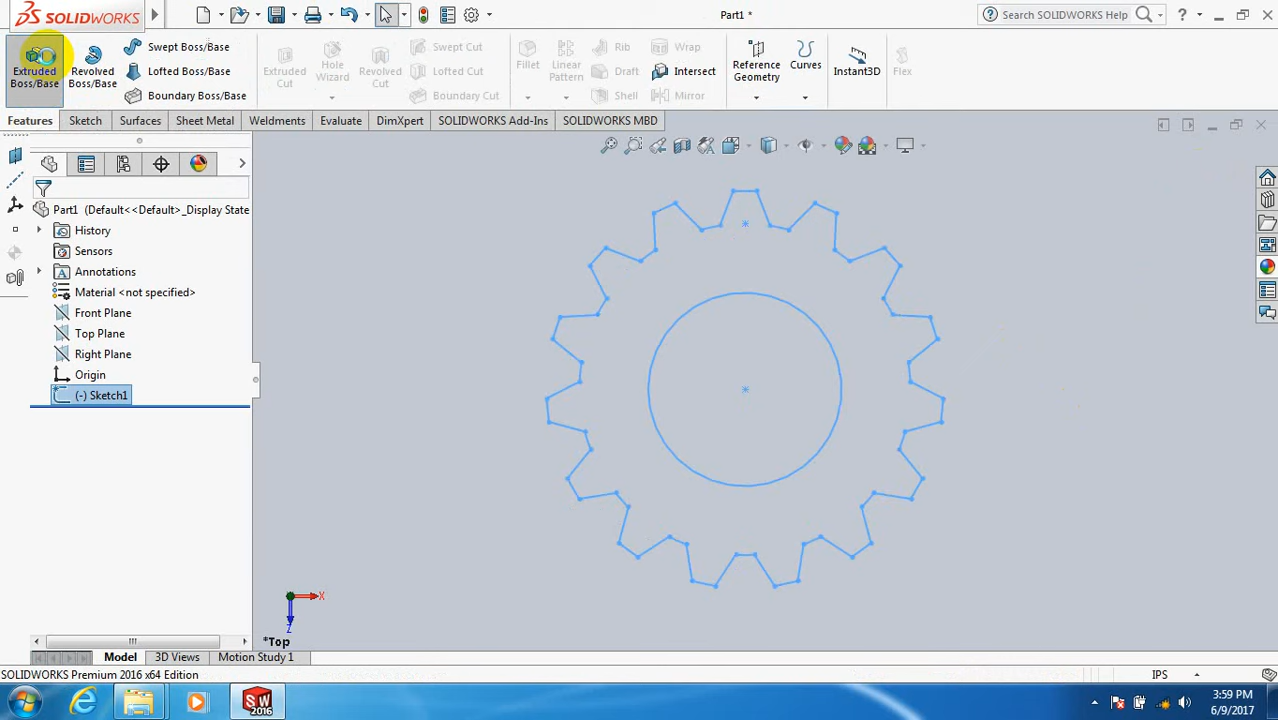 SOLIDWORKS
Part1 *
Search SOLIDWORKS Help
?
Extruded Boss/Base
Revolved Boss/Base
Swept Boss/Base
Lofted Boss/Base
Boundary Boss/Base
Extruded Cut
Hole Wizard
Revolved Cut
Swept Cut
Lofted Cut
Boundary Cut
Fillet
Linear Pattern
Rib
Draft
Shell
Wrap
Intersect
Mirror
Reference Geometry
Curves
Instant3D
Flex
Features
Sketch
Surfaces
Sheet Metal
Weldments
Evaluate
DimXpert
SOLIDWORKS Add-Ins
SOLIDWORKS MBD
Part1 (Default<<Default>_Display State
History
Sensors
Annotations
Material <not specified>
Front Plane
Top Plane
Right Plane
Origin
(-) Sketch1
X
Z
*Top
Model
3D Views
Motion Study 1
SOLIDWORKS Premium 2016 x64 Edition
IPS
SW
2016
3:59 PM
6/9/2017